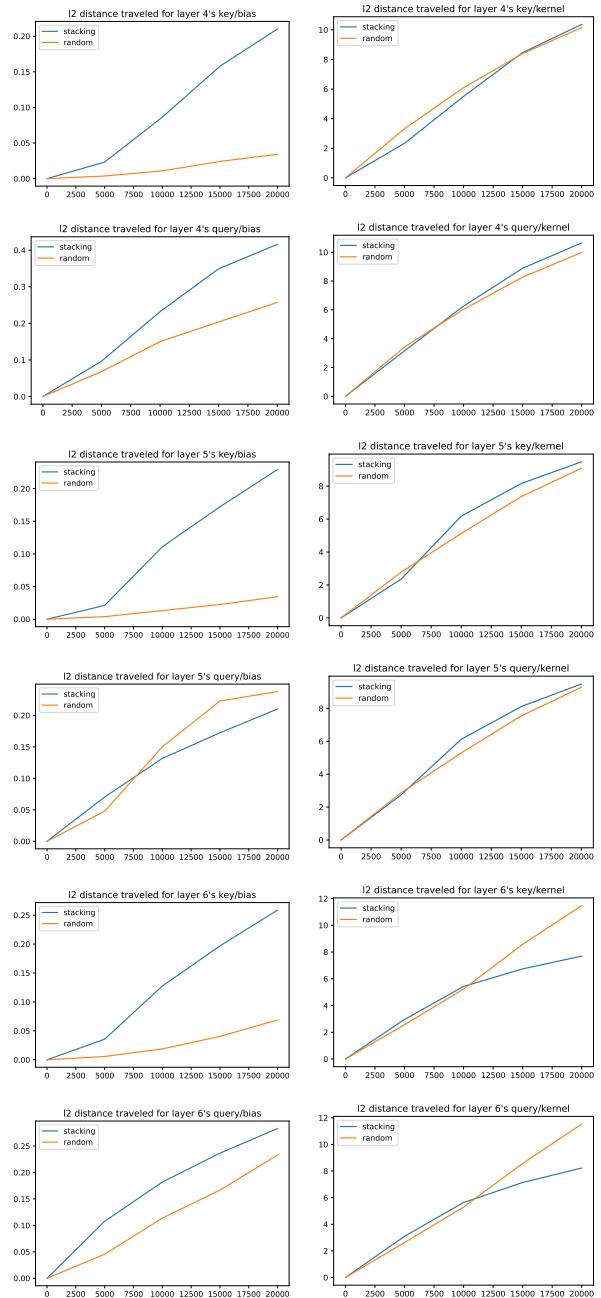 l2 distance traveled for layer 4's key/bias
stacking
random
0.20
0.15
0.10
0.05
0.00
0 2500 5000 7500 10000 12500 15000 17500 20000
l2 distance traveled for layer 4's key/kernel
stacking
random
10
8
6
4
2
0
0 2500 5000 7500 10000 12500 15000 17500 20000
l2 distance traveled for layer 4's query/bias
stacking
random
0.4
0.3
0.2
0.1
0.0
0 2500 5000 7500 10000 12500 15000 17500 20000
l2 distance traveled for layer 4's query/kernel
stacking
random
10
8
6
4
2
0
0 2500 5000 7500 10000 12500 15000 17500 20000
l2 distance traveled for layer 5's key/bias
stacking
random
0.20
0.15
0.10
0.05
0.00
0 2500 5000 7500 10000 12500 15000 17500 20000
l2 distance traveled for layer 5's key/kernel
stacking
random
8
6
4
2
0
0 2500 5000 7500 10000 12500 15000 17500 20000
l2 distance traveled for layer 5's query/bias
stacking
random
0.20
0.15
0.10
0.05
0.00
0 2500 5000 7500 10000 12500 15000 17500 20000
l2 distance traveled for layer 5's query/kernel
stacking
random
8
6
4
2
0
0 2500 5000 7500 10000 12500 15000 17500 20000
l2 distance traveled for layer 6's key/bias
stacking
random
0.25
0.20
0.15
0.10
0.05
0.00
0 2500 5000 7500 10000 12500 15000 17500 20000
l2 distance traveled for layer 6's key/kernel
stacking
random
12
10
8
6
4
2
0
0 2500 5000 7500 10000 12500 15000 17500 20000
l2 distance traveled for layer 6's query/bias
stacking
random
0.25
0.20
0.15
0.10
0.05
0.00
0 2500 5000 7500 10000 12500 15000 17500 20000
l2 distance traveled for layer 6's query/kernel
stacking
random
12
10
8
6
4
2
0
0 2500 5000 7500 10000 12500 15000 17500 20000